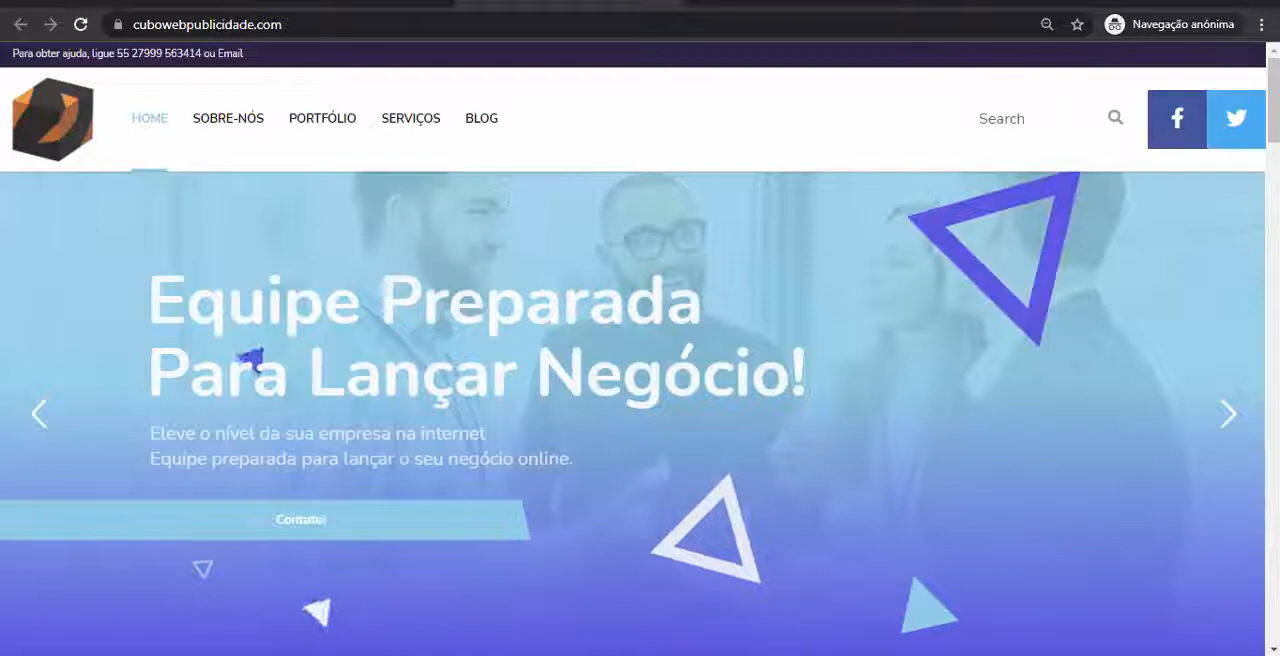 cubowebpublicidade.com
Navegação anónima
Para obter ajuda, ligue 55 27999 563414 ou Email
HOME SOBRE-NÓS PORTFÓLIO SERVIÇOS BLOG Search
Equipe Preparada
Para Lançar Negócio!
Eleve o nível da sua empresa na internet
Equipe preparada para lançar o seu negócio online.